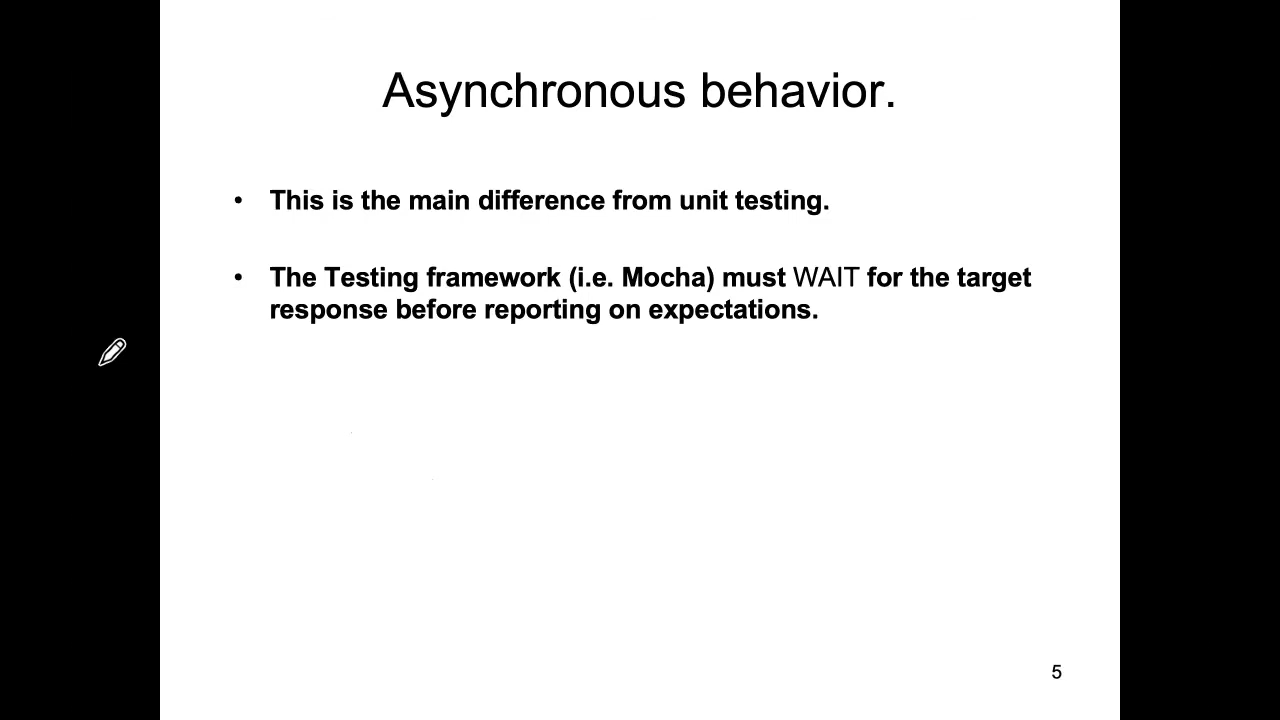 Asynchronous behavior.
• This is the main difference from unit testing.
• The Testing framework (i.e. Mocha) must WAIT for the target
response before reporting on expectations.
5